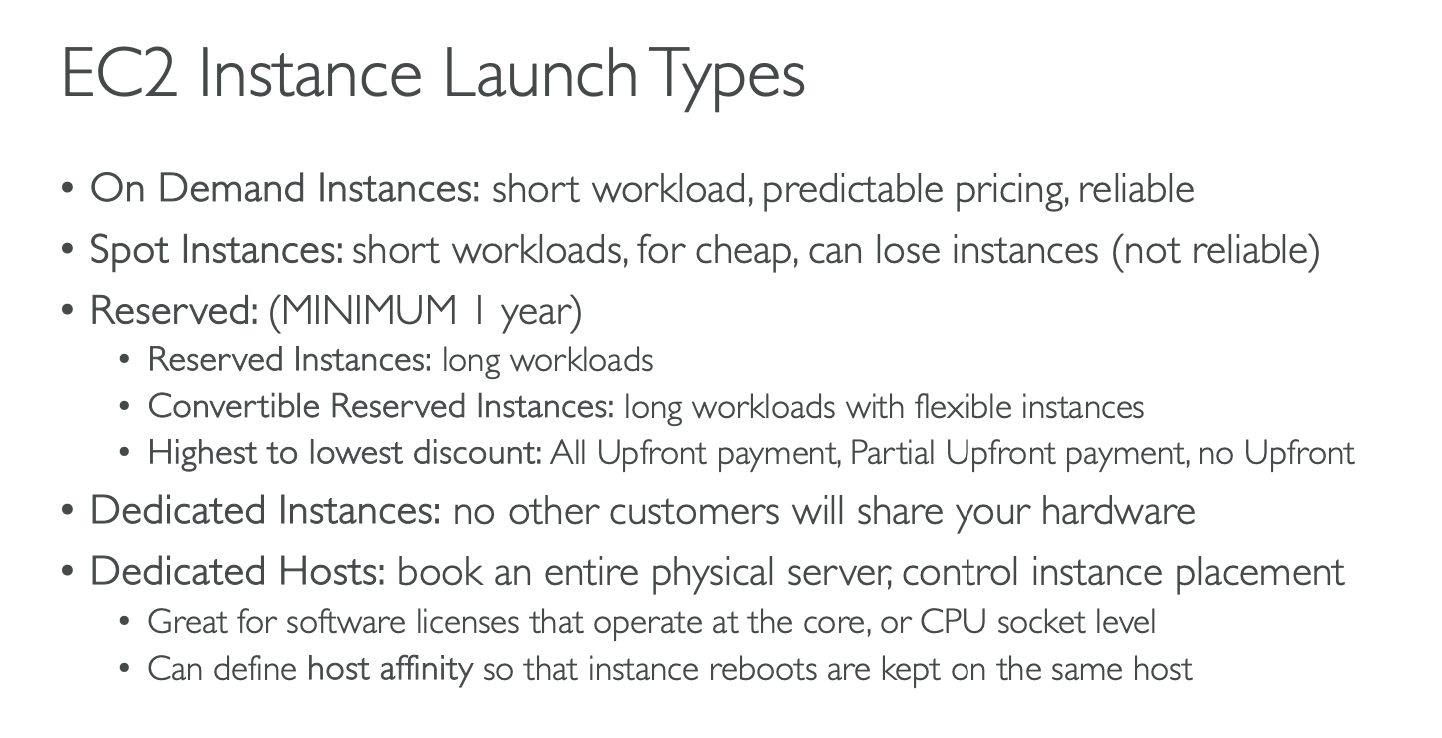 EC2 Instance Launch Types
• On Demand Instances: short workload, predictable pricing, reliable
• Spot Instances: short workloads, for cheap, can lose instances (not reliable)
• Reserved: (MINIMUM 1 year)
• Reserved Instances: long workloads
• Convertible Reserved Instances: long workloads with flexible instances
• Highest to lowest discount: All Upfront payment, Partial Upfront payment, no Upfront
• Dedicated Instances: no other customers will share your hardware
• Dedicated Hosts: book an entire physical server, control instance placement
• Great for software licenses that operate at the core, or CPU socket level
• Can define host affinity so that instance reboots are kept on the same host